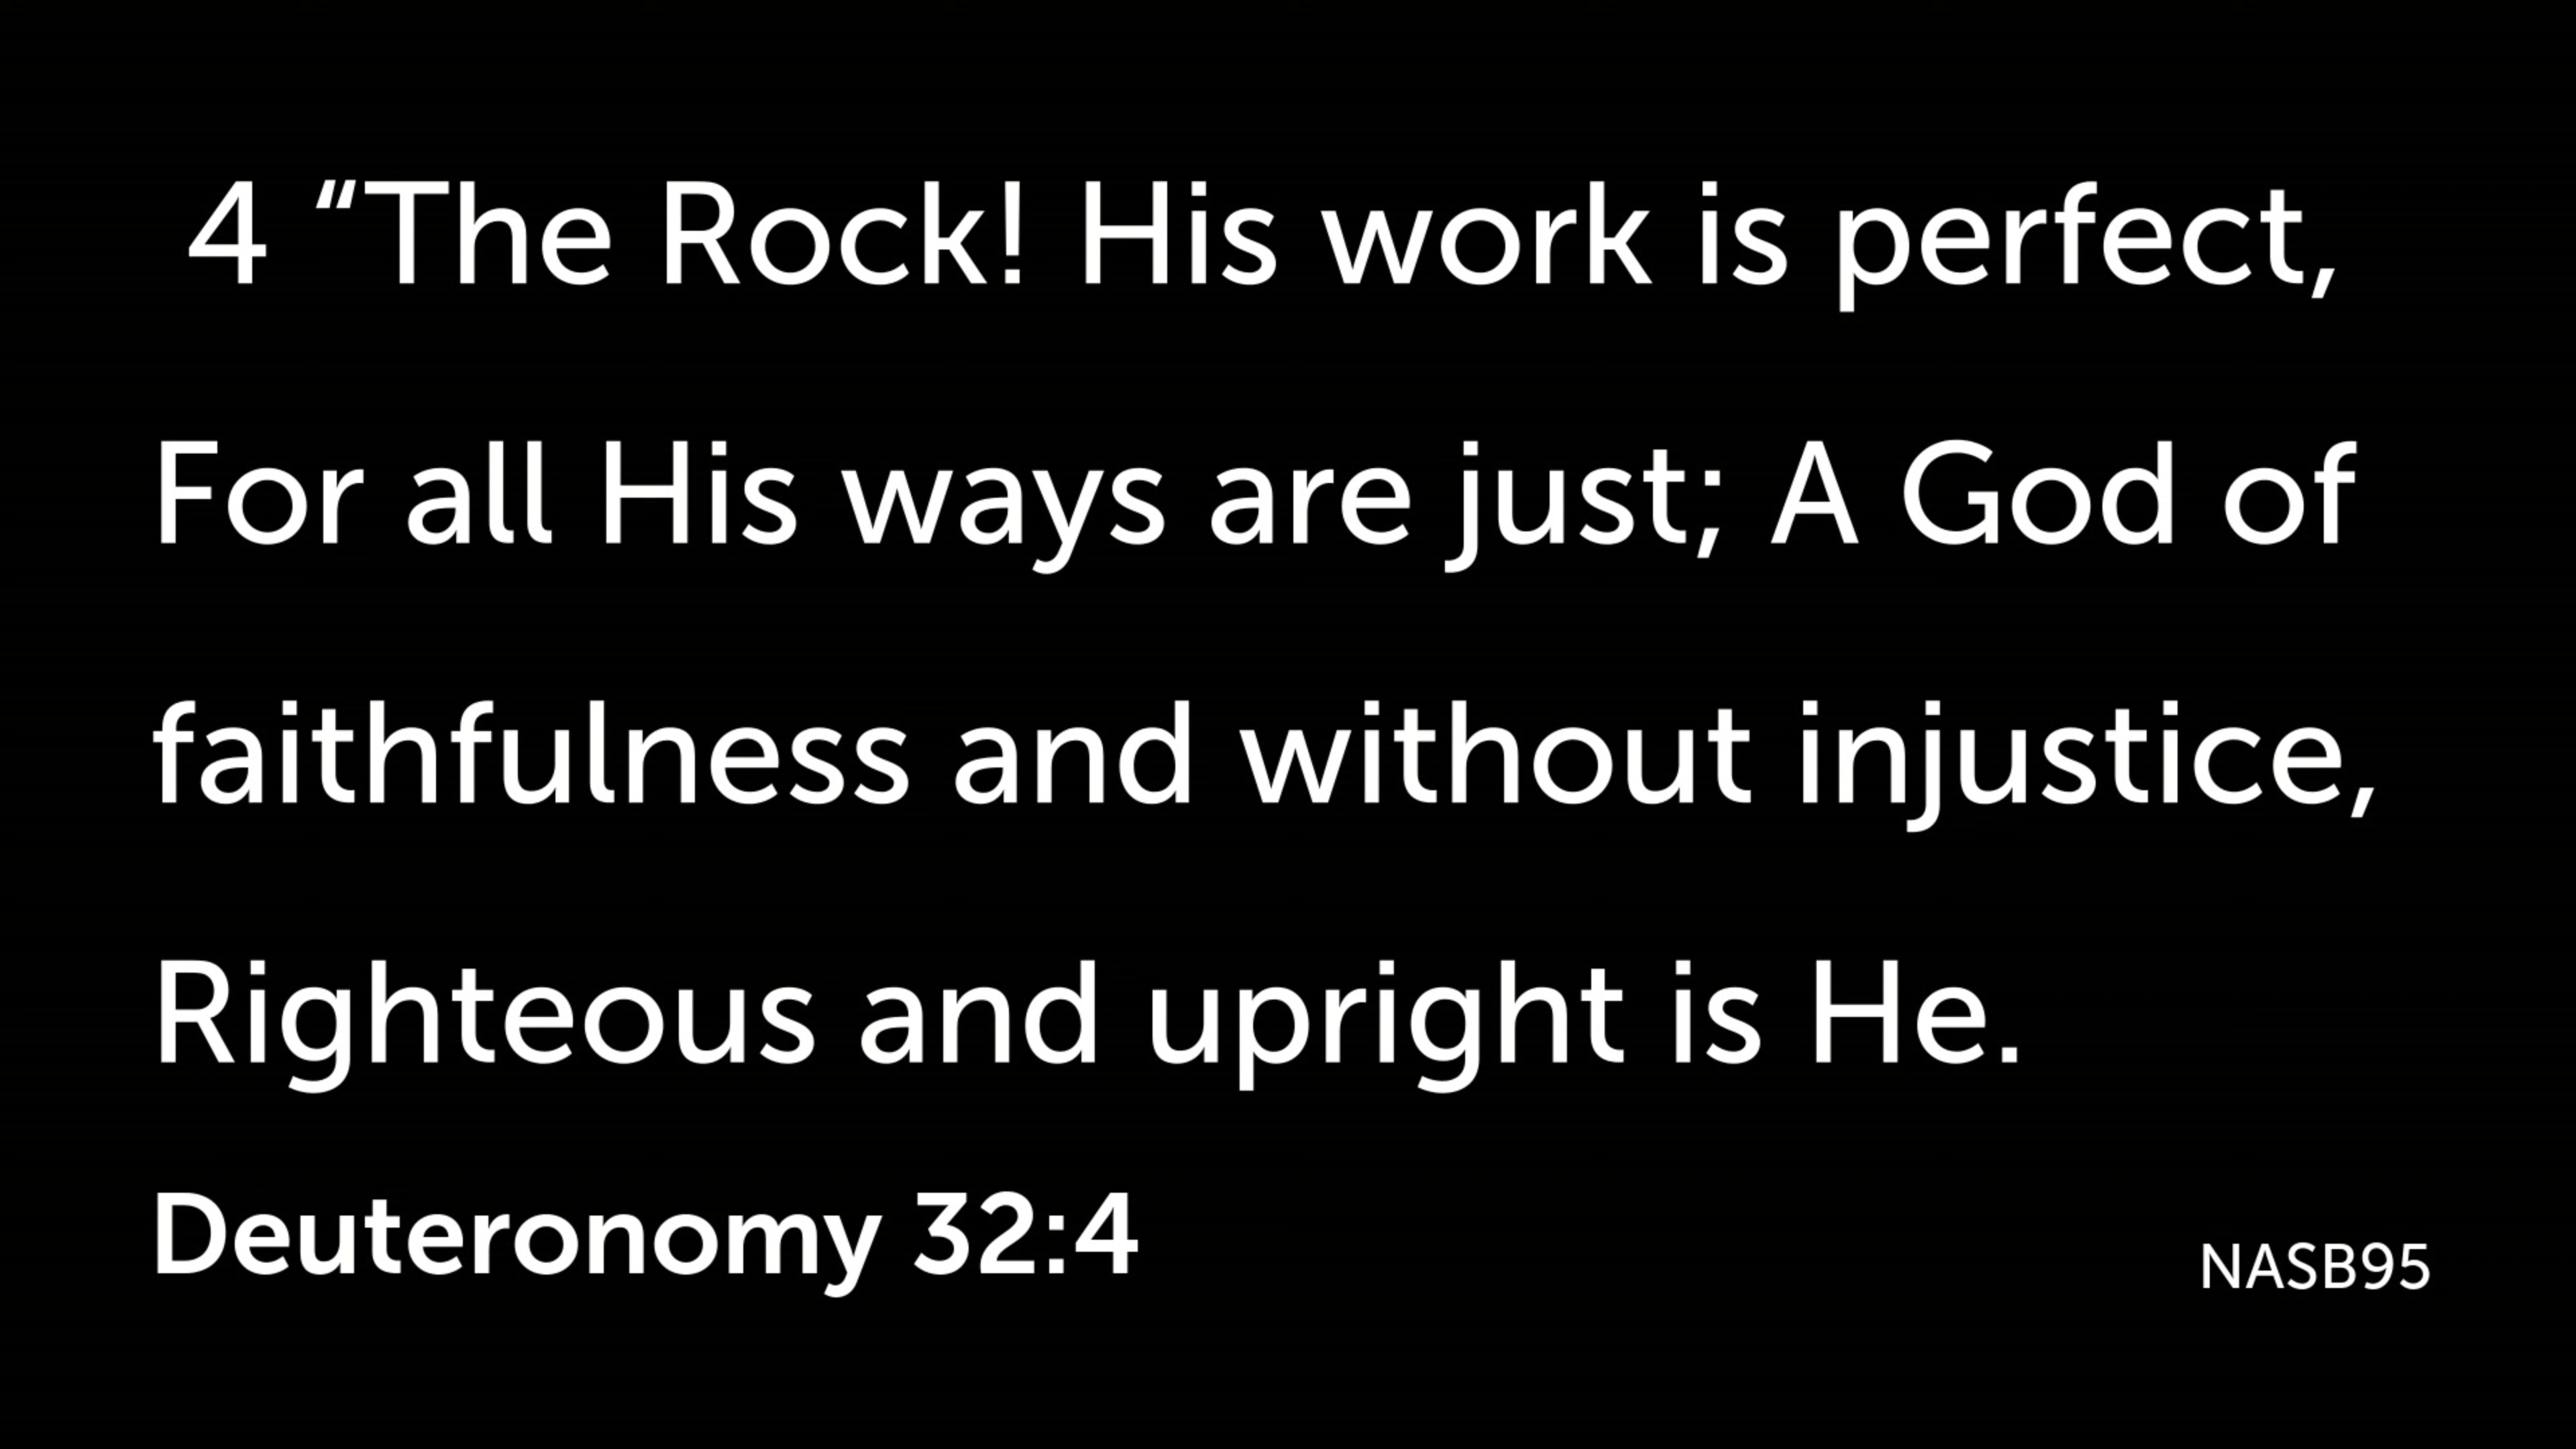 4 “The Rock! His work is perfect,
For all His ways are just; A God of
faithfulness and without injustice,
Righteous and upright is He.
Deuteronomy 32:4
NASB95